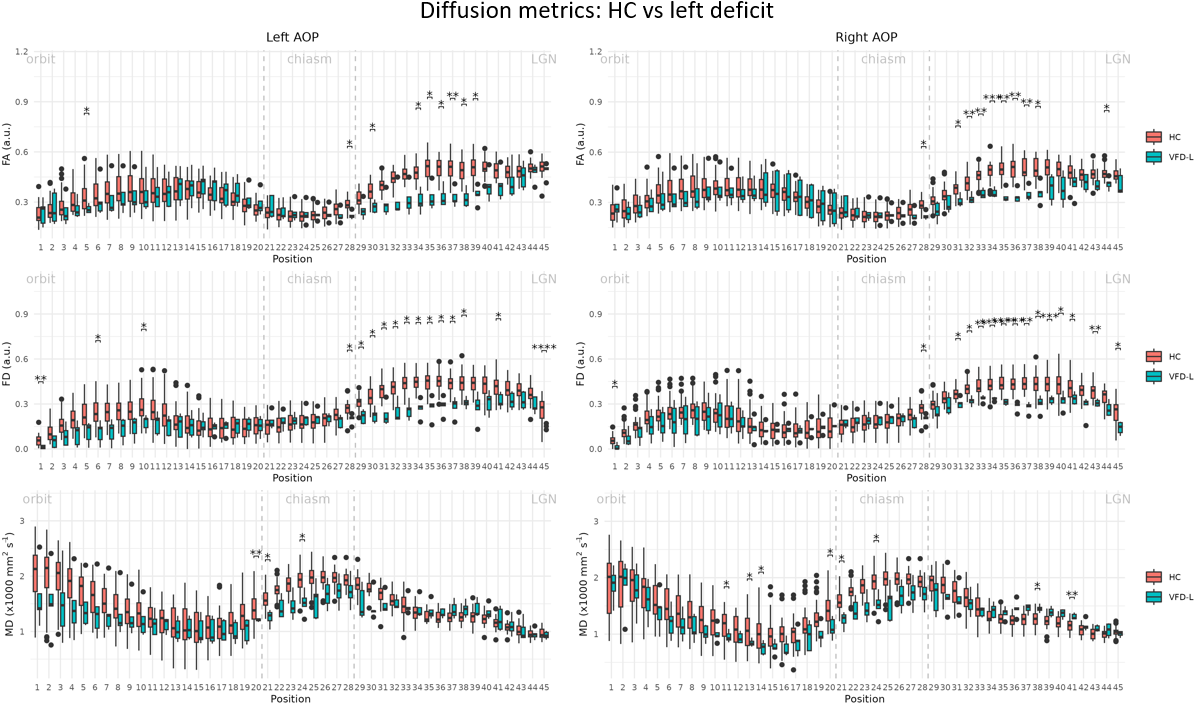 Diffusion metrics: HC vs left deficit
Left AOP
Right AOP
orbit chiasm LGN
orbit chiasm LGN
FA (a.u.)
1.2
0.9
0.6
0.3
1 2 3 4 5 6 7 8 9 10 11 12 13 14 15 16 17 18 19 20 21 22 23 24 25 26 27 28 29 30 31 32 33 34 35 36 37 38 39 40 41 42 43 44 45
Position
FA (a.u.)
1.2
0.9
0.6
0.3
1 2 3 4 5 6 7 8 9 10 11 12 13 14 15 16 17 18 19 20 21 22 23 24 25 26 27 28 29 30 31 32 33 34 35 36 37 38 39 40 41 42 43 44 45
Position
HC
VFD-L
orbit chiasm LGN
orbit chiasm LGN
FD (a.u.)
0.9
0.6
0.3
0.0
1 2 3 4 5 6 7 8 9 10 11 12 13 14 15 16 17 18 19 20 21 22 23 24 25 26 27 28 29 30 31 32 33 34 35 36 37 38 39 40 41 42 43 44 45
Position
FD (a.u.)
0.9
0.6
0.3
0.0
1 2 3 4 5 6 7 8 9 10 11 12 13 14 15 16 17 18 19 20 21 22 23 24 25 26 27 28 29 30 31 32 33 34 35 36 37 38 39 40 41 42 43 44 45
Position
HC
VFD-L
orbit chiasm LGN
orbit chiasm LGN
MD (x1000 mm² s⁻¹)
3
2
1
1 2 3 4 5 6 7 8 9 10 11 12 13 14 15 16 17 18 19 20 21 22 23 24 25 26 27 28 29 30 31 32 33 34 35 36 37 38 39 40 41 42 43 44 45
Position
MD (x1000 mm² s⁻¹)
3
2
1
1 2 3 4 5 6 7 8 9 10 11 12 13 14 15 16 17 18 19 20 21 22 23 24 25 26 27 28 29 30 31 32 33 34 35 36 37 38 39 40 41 42 43 44 45
Position
HC
VFD-L